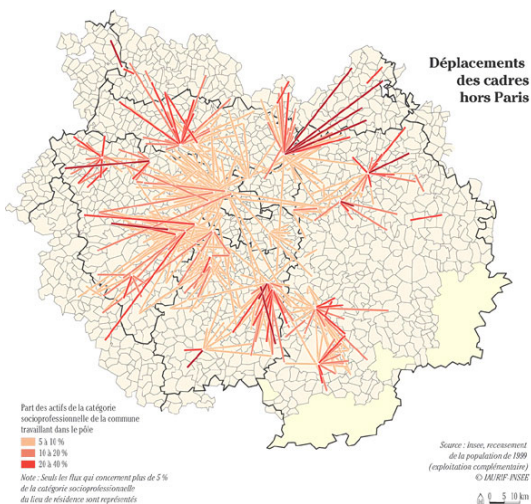 Déplacements
des cadres
hors Paris
Part des actifs de la catégorie
socioprofessionnelle de la commune
travaillant dans le pôle
5 à 10 %
10 à 20 %
20 à 40 %
Note : Seuls les flux qui concernent plus de 5 %
de la catégorie socioprofessionnelle
du lieu de résidence sont représentés
Source : Insee, recensement
de la population de 1999
(exploitation complémentaire)
© IAURIF-INSEE
0 5 10 km